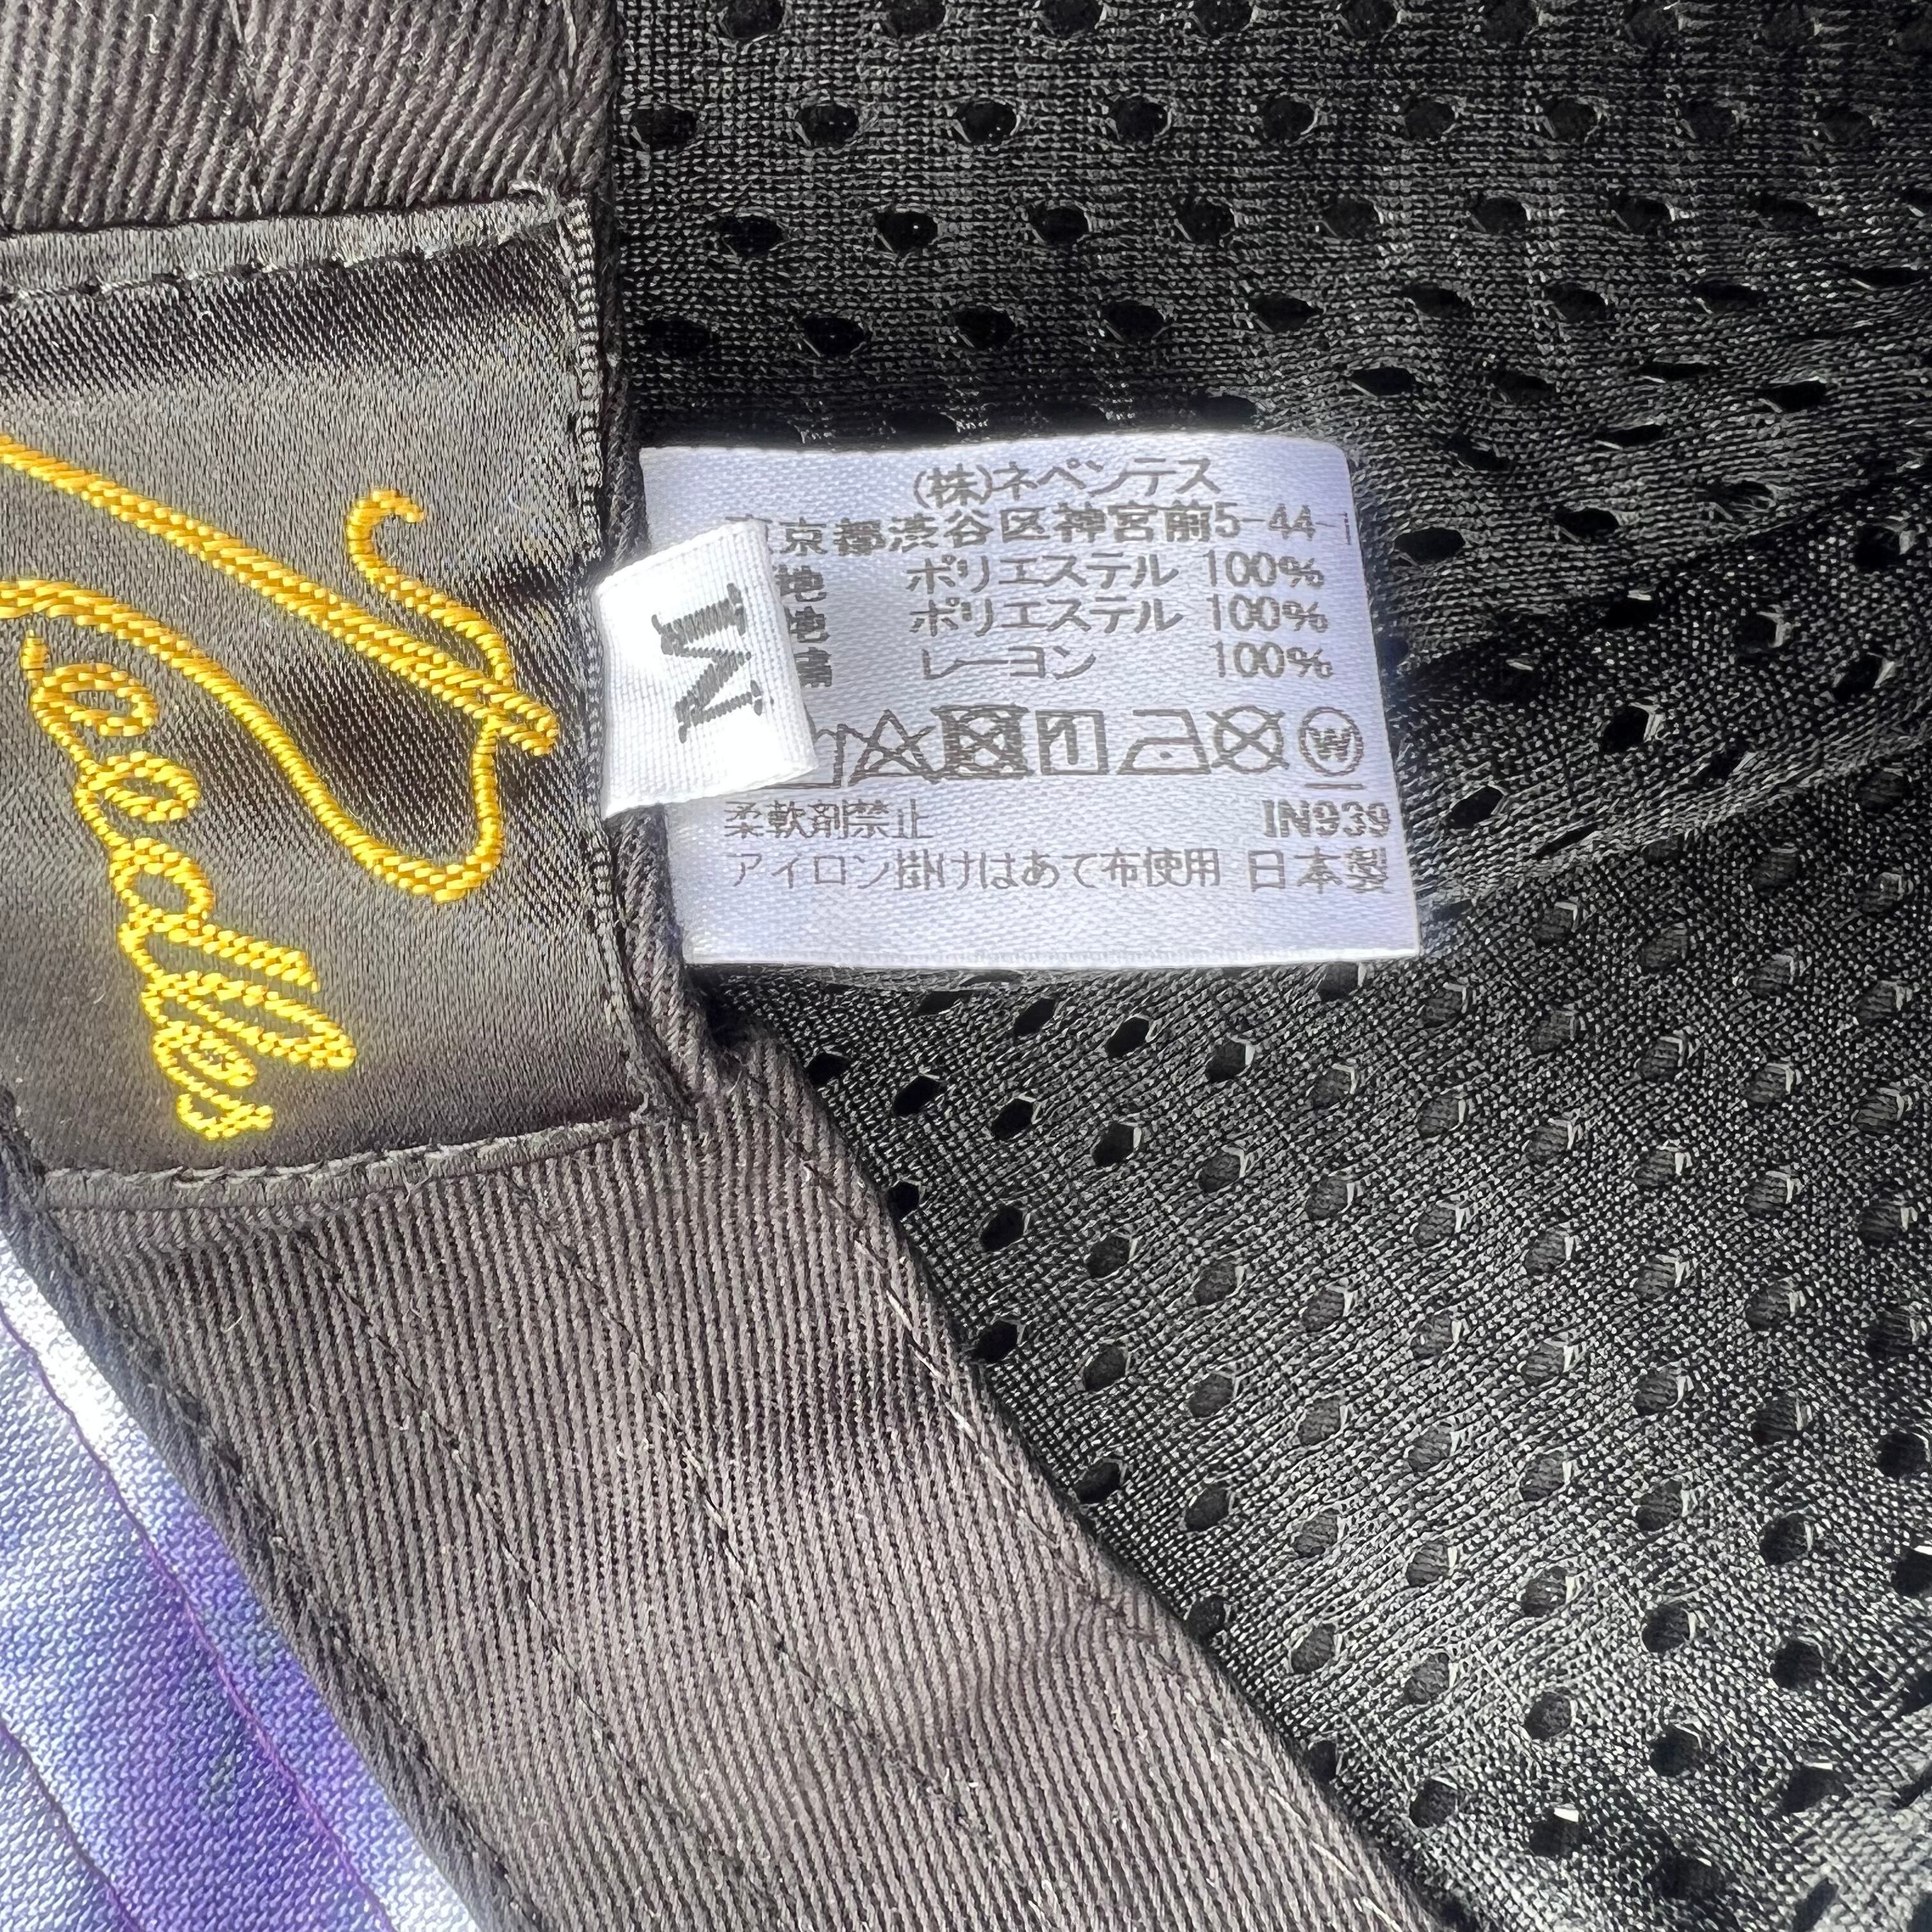 Needles
M
(株)ネペンテス
京都渋谷区神宮前5-44-1
地 ポリエステル 100%
地 ポリエステル 100%
レーヨン 100%
W
柔軟剤禁止 IN939
アイロン掛けはあて布使用 日本製